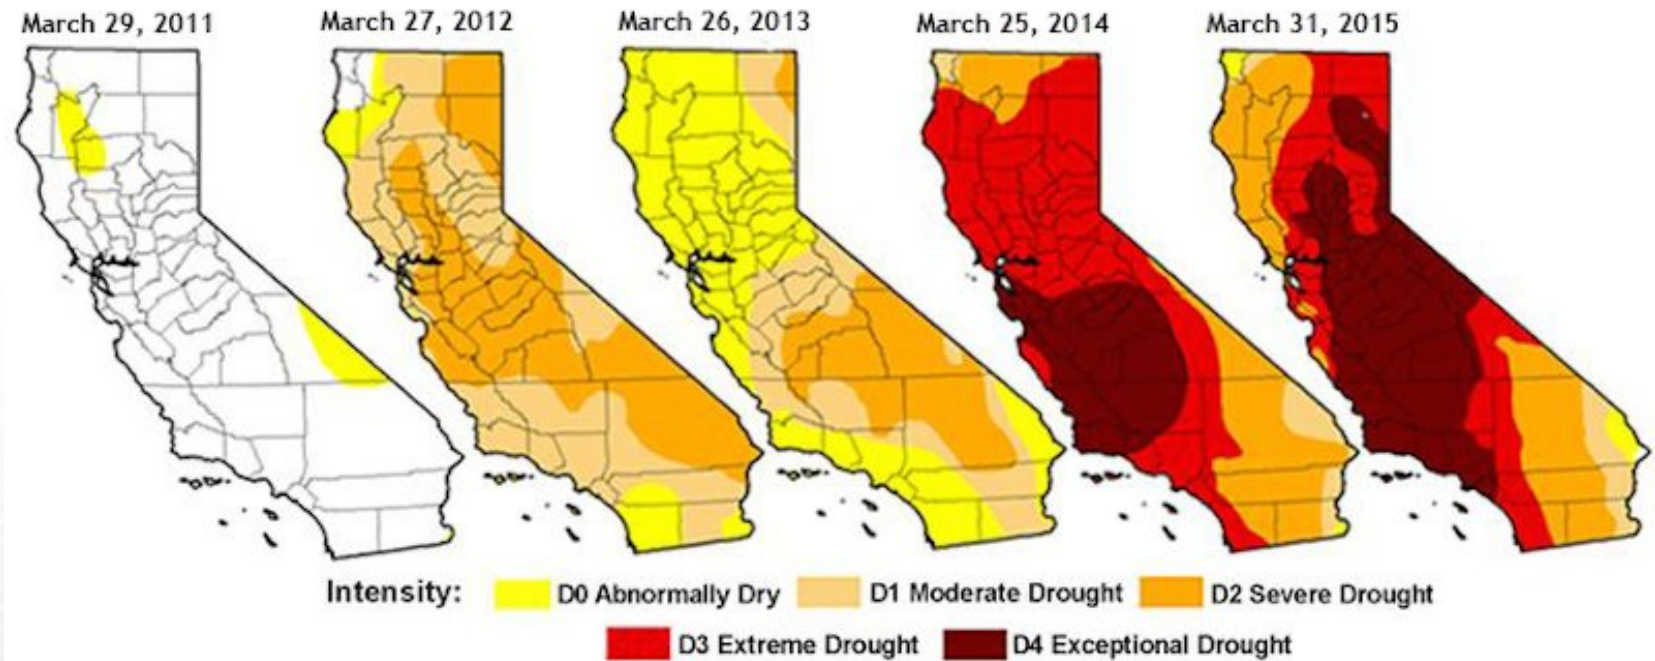 March 29, 2011
March 27, 2012
March 26, 2013
March 25, 2014
March 31, 2015
Intensity:
D0 Abnormally Dry
D1 Moderate Drought
D2 Severe Drought
D3 Extreme Drought
D4 Exceptional Drought